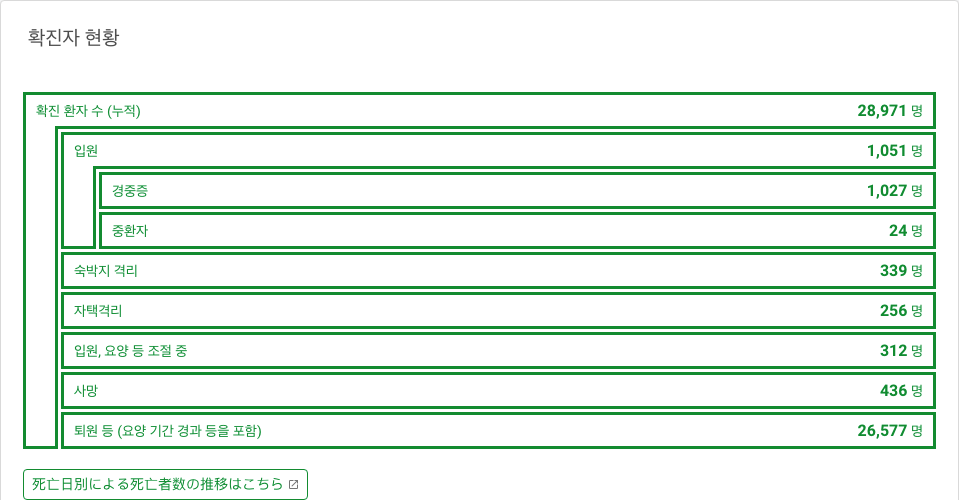 확진자 현황
확진 환자 수 (누적) 28,971 명
입원 1,051 명
경중증 1,027 명
중환자 24 명
숙박지 격리 339 명
자택격리 256 명
입원, 요양 등 조절 중 312 명
사망 436 명
퇴원 등 (요양 기간 경과 등을 포함) 26,577 명
死亡日別による死亡者数の推移はこちら